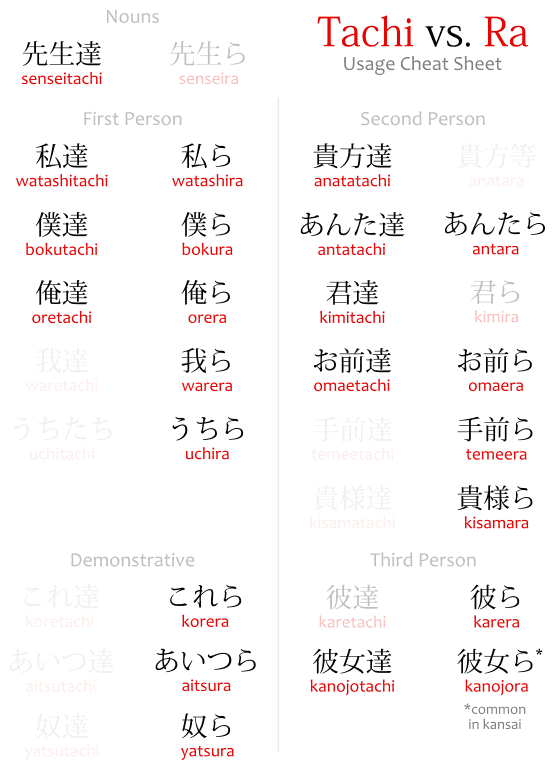 Tachi vs. Ra
Usage Cheat Sheet
Nouns
先生達 先生ら
senseitachi senseira
First Person
私達 私ら
watashitachi watashira
僕達 僕ら
bokutachi bokura
俺達 俺ら
oretachi orera
我達 我ら
waretachi warera
うちたち うちら
uchitachi uchira
Second Person
貴方達 貴方等
anatatachi anatara
あんた達 あんたら
antatachi antara
君達 君ら
kimitachi kimira
お前達 お前ら
omaetachi omaera
手前達 手前ら
temeetachi temeera
貴様達 貴様ら
kisamatachi kisamara
Demonstrative
これ達 これら
koretachi korera
あいつ達 あいつら
aitsutachi aitsura
奴達 奴ら
yatsutachi yatsura
Third Person
彼達 彼ら
karetachi karera
彼女達 彼女ら*
kanojotachi kanojora
*common
in kansai